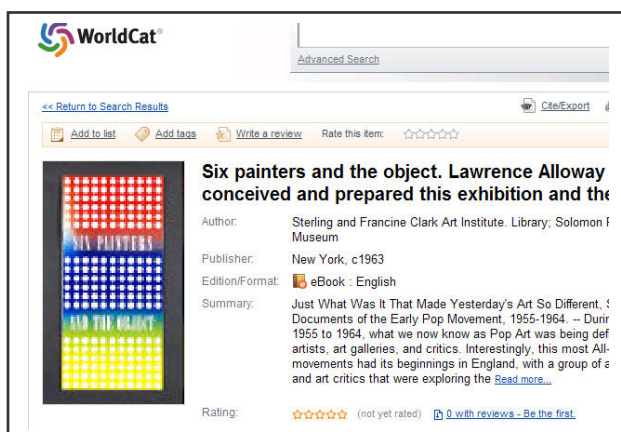 WorldCat®
Advanced Search
<< Return to Search Results
Cite/Export
Add to list Add tags Write a review Rate this item:
Six painters and the object. Lawrence Alloway
conceived and prepared this exhibition and the
Author: Sterling and Francine Clark Art Institute. Library; Solomon
Museum
Publisher: New York, c1963
Edition/Format: eBook : English
Summary: Just What Was It That Made Yesterday's Art So Different,
Documents of the Early Pop Movement, 1955-1964. -- Durin
1955 to 1964, what we now know as Pop Art was being def
artists, art galleries, and critics. Interestingly, this most All-
movements had its beginnings in England, with a group of a
and art critics that were exploring the Read more...
Rating: (not yet rated) 0 with reviews - Be the first.
SIX PAINTERS
AND THE OBJECT